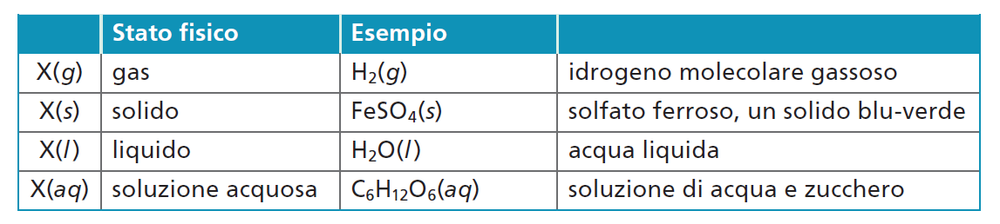 Stato fisico Esempio
X(g) gas H₂(g) idrogeno molecolare gassoso
X(s) solido FeSO₄(s) solfato ferroso, un solido blu-verde
X(l) liquido H₂O(l) acqua liquida
X(aq) soluzione acquosa C₆H₁₂O₆(aq) soluzione di acqua e zucchero